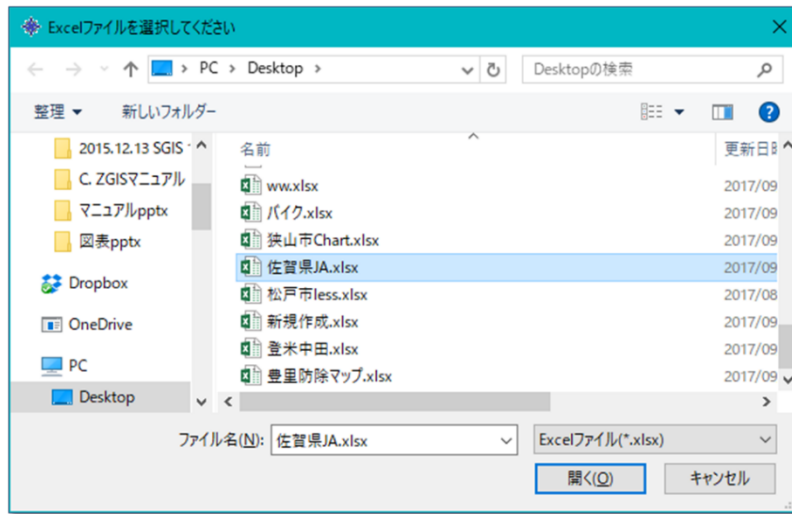 Excelファイルを選択してください
PC > Desktop >
Desktopの検索
整理
新しいフォルダー
2015.12.13 SGIS
C. ZGISマニュアル
マニュアルpptx
図表pptx
Dropbox
OneDrive
PC
Desktop
名前
更新日時
ww.xlsx 2017/09
バイク.xlsx 2017/09
狭山市Chart.xlsx 2017/09
佐賀県JA.xlsx 2017/09
松戸市less.xlsx 2017/08
新規作成.xlsx 2017/09
登米中田.xlsx 2017/09
豊里防除マップ.xlsx 2017/09
ファイル名(N): 佐賀県JA.xlsx
Excelファイル(*.xlsx)
開く(O)
キャンセル